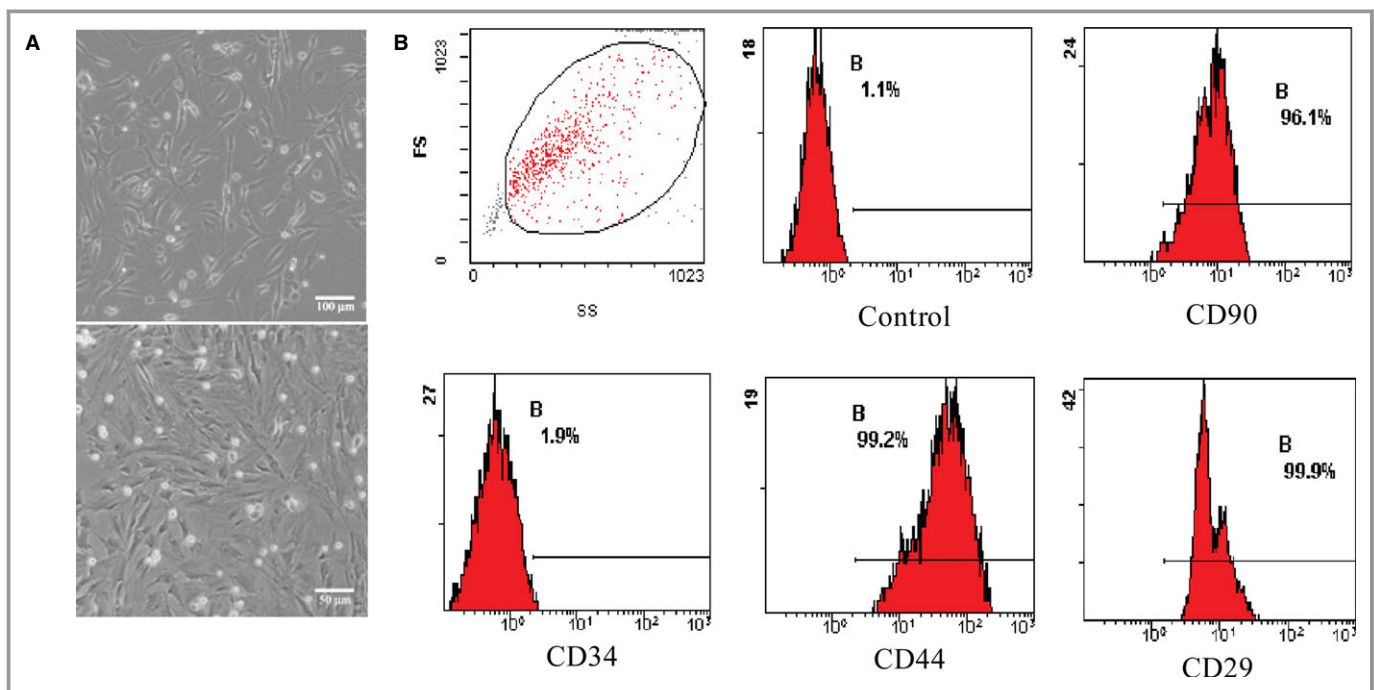 A
100 µm
50 µm
B
1023
FS
0
0
1023
SS
18
B
1.1%
10⁰ 10¹ 10² 10³
Control
24
B
96.1%
10⁰ 10¹ 10² 10³
CD90
27
B
1.9%
10⁰ 10¹ 10² 10³
CD34
19
B
99.2%
10⁰ 10¹ 10² 10³
CD44
42
B
99.9%
10⁰ 10¹ 10² 10³
CD29